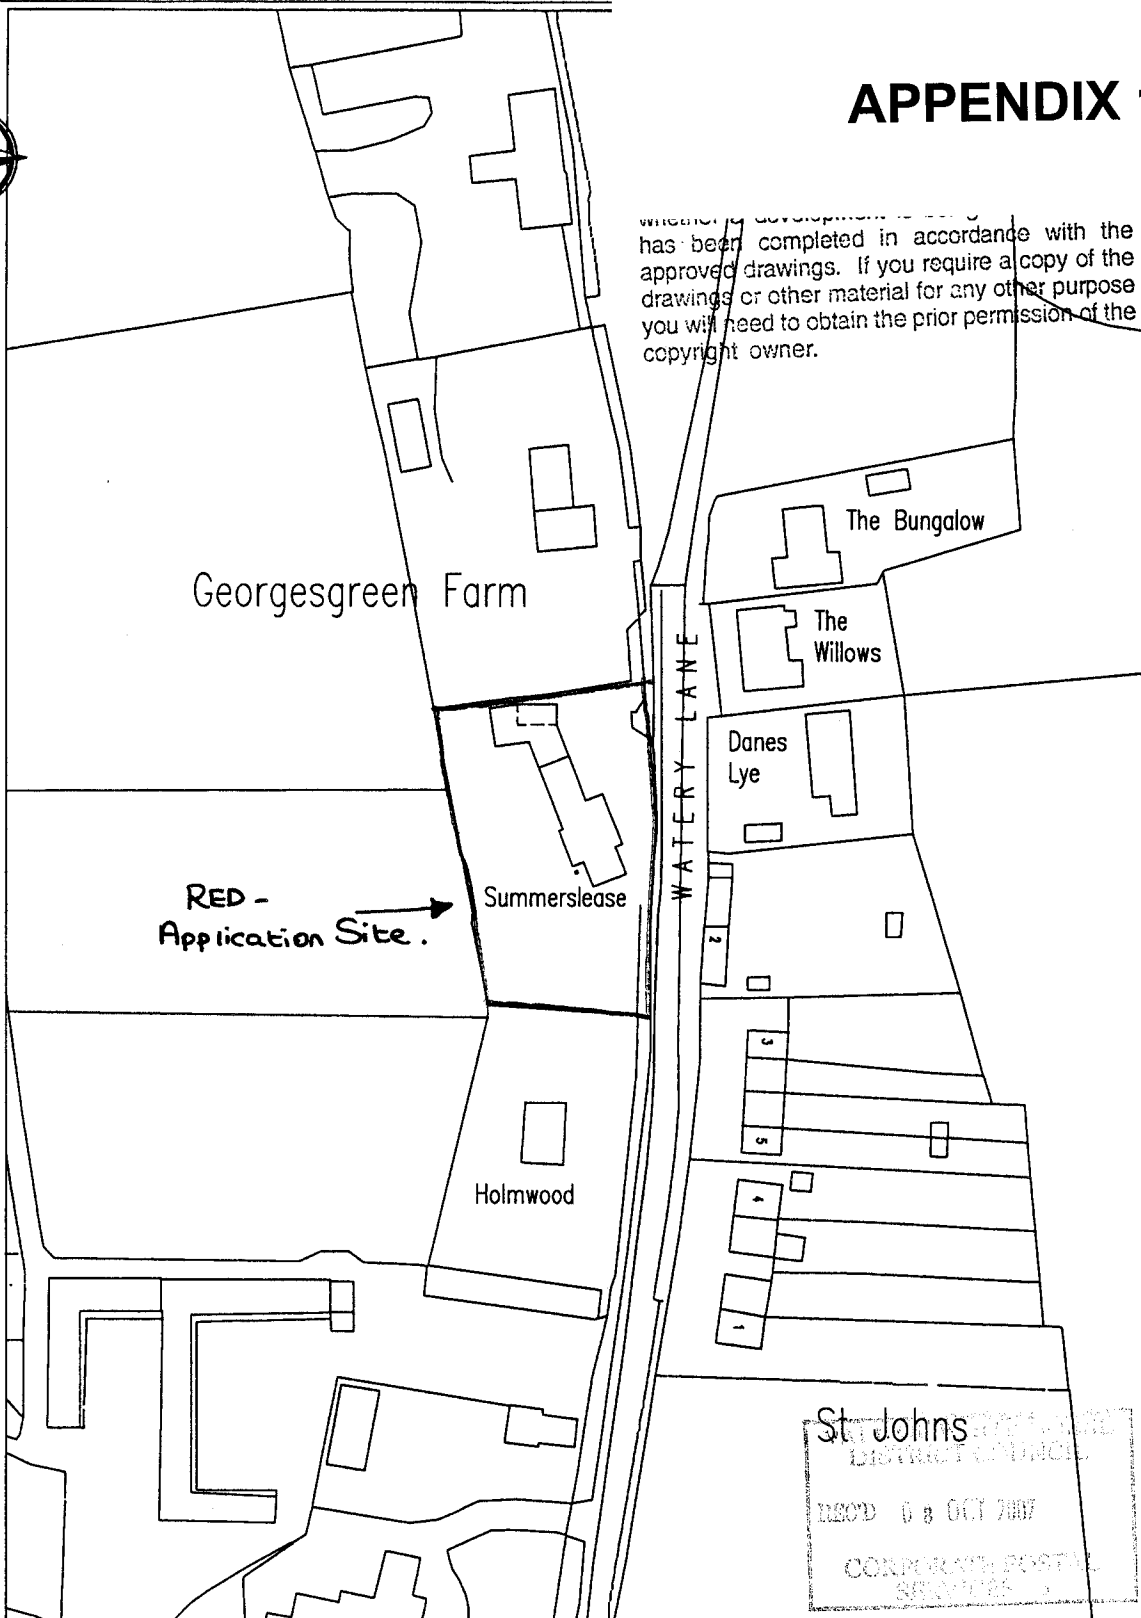 APPENDIX
has been completed in accordance with the
approved drawings. If you require a copy of the
drawings or other material for any other purpose
you will need to obtain the prior permission of the
copyright owner.
The Bungalow
Georgesgreen Farm
The
Willows
WATERY LANE
Danes
Lye
RED -
Application Site.
Summerslease
2
3
5
Holmwood
4
1
St Johns
DISTRICT COUNCIL
REC'D 08 OCT 2007
CORPORATE POSTAL
SERVICES